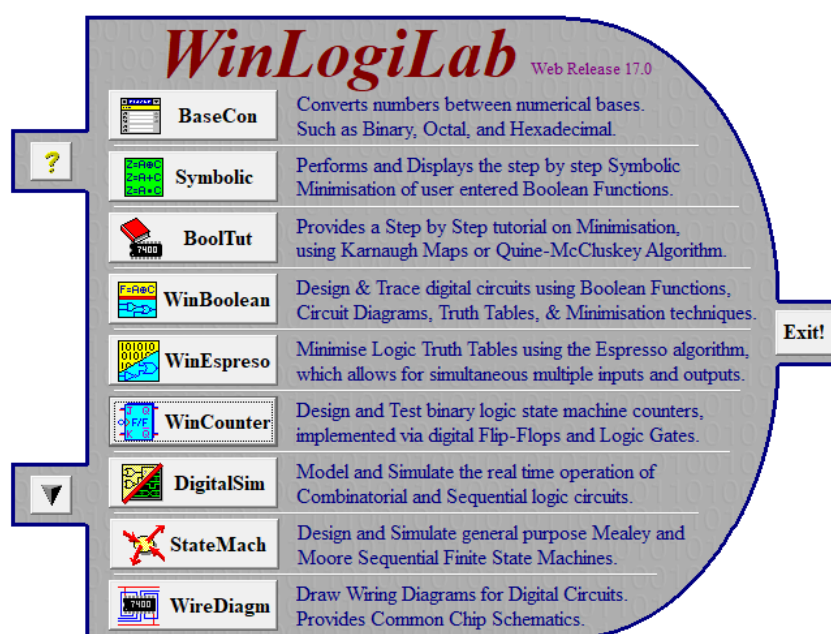 WinLogiLab Web Release 17.0
BaseCon
Converts numbers between numerical bases.
Such as Binary, Octal, and Hexadecimal.
?
Symbolic
Z=A⊕C
Z=A+C
Z=A•C
Performs and Displays the step by step Symbolic
Minimisation of user entered Boolean Functions.
BoolTut
7400
Provides a Step by Step tutorial on Minimisation,
using Karnaugh Maps or Quine-McCluskey Algorithm.
WinBoolean
F=A⊕C
Design & Trace digital circuits using Boolean Functions,
Circuit Diagrams, Truth Tables, & Minimisation techniques.
Exit!
WinEspreso
Minimise Logic Truth Tables using the Espresso algorithm,
which allows for simultaneous multiple inputs and outputs.
WinCounter
J Q
F/F
K Q
Design and Test binary logic state machine counters,
implemented via digital Flip-Flops and Logic Gates.
DigitalSim
Model and Simulate the real time operation of
Combinatorial and Sequential logic circuits.
StateMach
Design and Simulate general purpose Mealey and
Moore Sequential Finite State Machines.
WireDiagm
7400
Draw Wiring Diagrams for Digital Circuits.
Provides Common Chip Schematics.